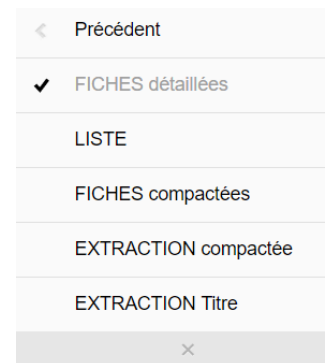 Précédent
FICHES détaillées
LISTE
FICHES compactées
EXTRACTION compactée
EXTRACTION Titre